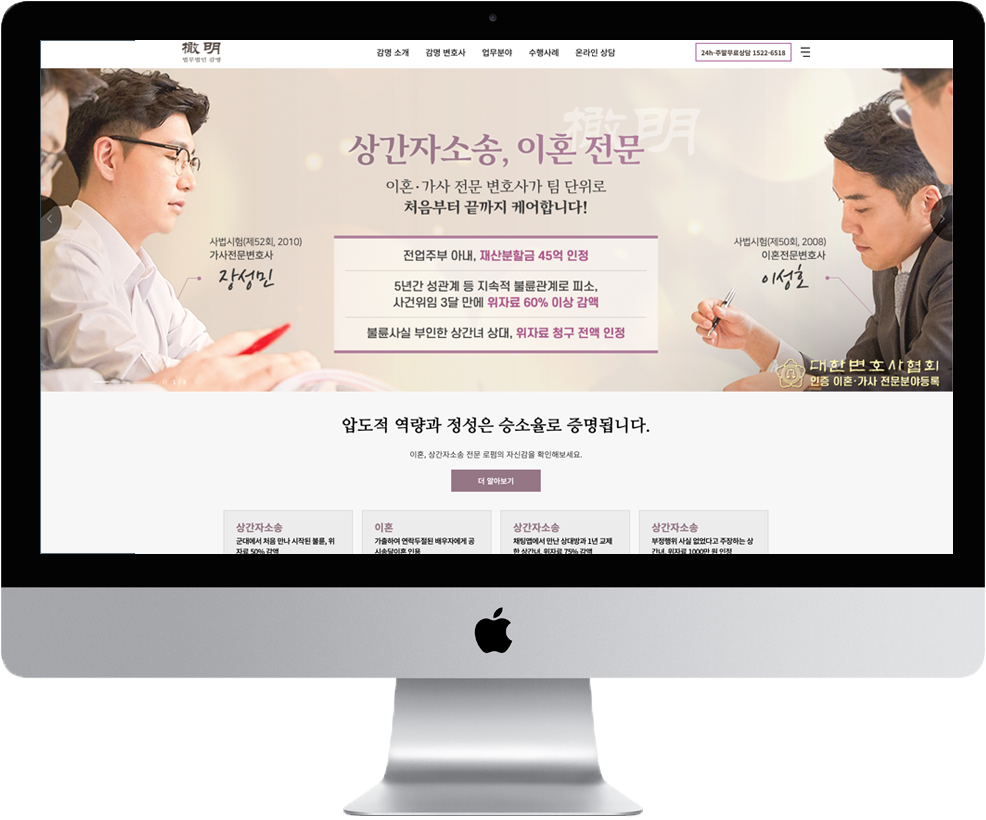 橵明
법무법인 감명
감명 소개 감명 변호사 업무분야 수행사례 온라인 상담
24h·주말무료상담 1522-6518
橵明
상간자소송, 이혼 전문
이혼·가사 전문 변호사가 팀 단위로
처음부터 끝까지 케어합니다!
사법시험(제52회, 2010)
가사전문변호사
장성민
전업주부 아내, 재산분할금 45억 인정
5년간 성관계 등 지속적 불륜관계로 피소,
사건위임 3달 만에 위자료 60% 이상 감액
불륜사실 부인한 상간녀 상대, 위자료 청구 전액 인정
사법시험(제50회, 2008)
이혼전문변호사
이성호
대한변호사협회
인증 이혼·가사 전문분야등록
압도적 역량과 정성은 승소율로 증명됩니다.
이혼, 상간자소송 전문 로펌의 자신감을 확인해보세요.
더 알아보기
상간자소송
군대에서 처음 만나 시작된 불륜, 위
자료 50% 감액
이혼
가출하여 연락두절된 배우자에게 공
시송달이혼 인용
상간자소송
채팅앱에서 만난 상대방과 1년 교제
한 상간녀, 위자료 75% 감액
상간자소송
부정행위 사실 없었다고 주장하는 상
간녀, 위자료 1000만 원 인정